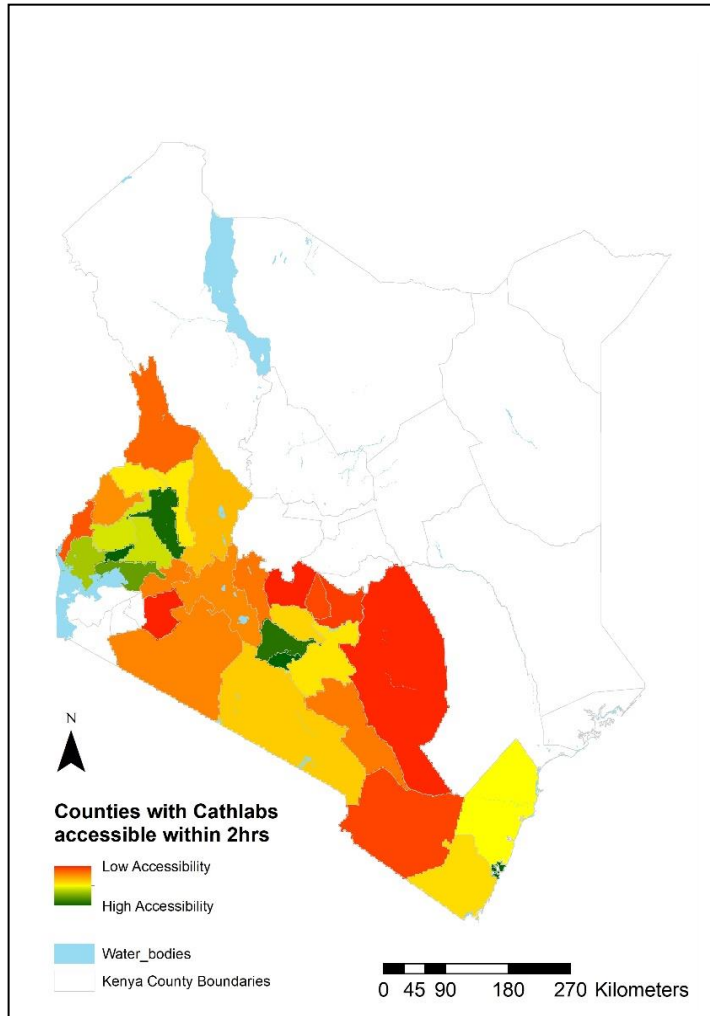 N
Counties with Cathlabs
accessible within 2hrs
Low Accessibility
High Accessibility
Water_bodies
Kenya County Boundaries
0 45 90 180 270 Kilometers